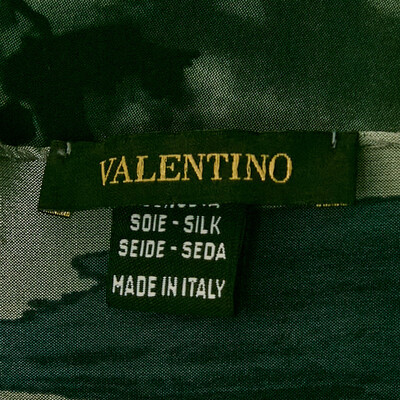 VALENTINO
SOIE - SILK
SEIDE - SEDA
MADE IN ITALY